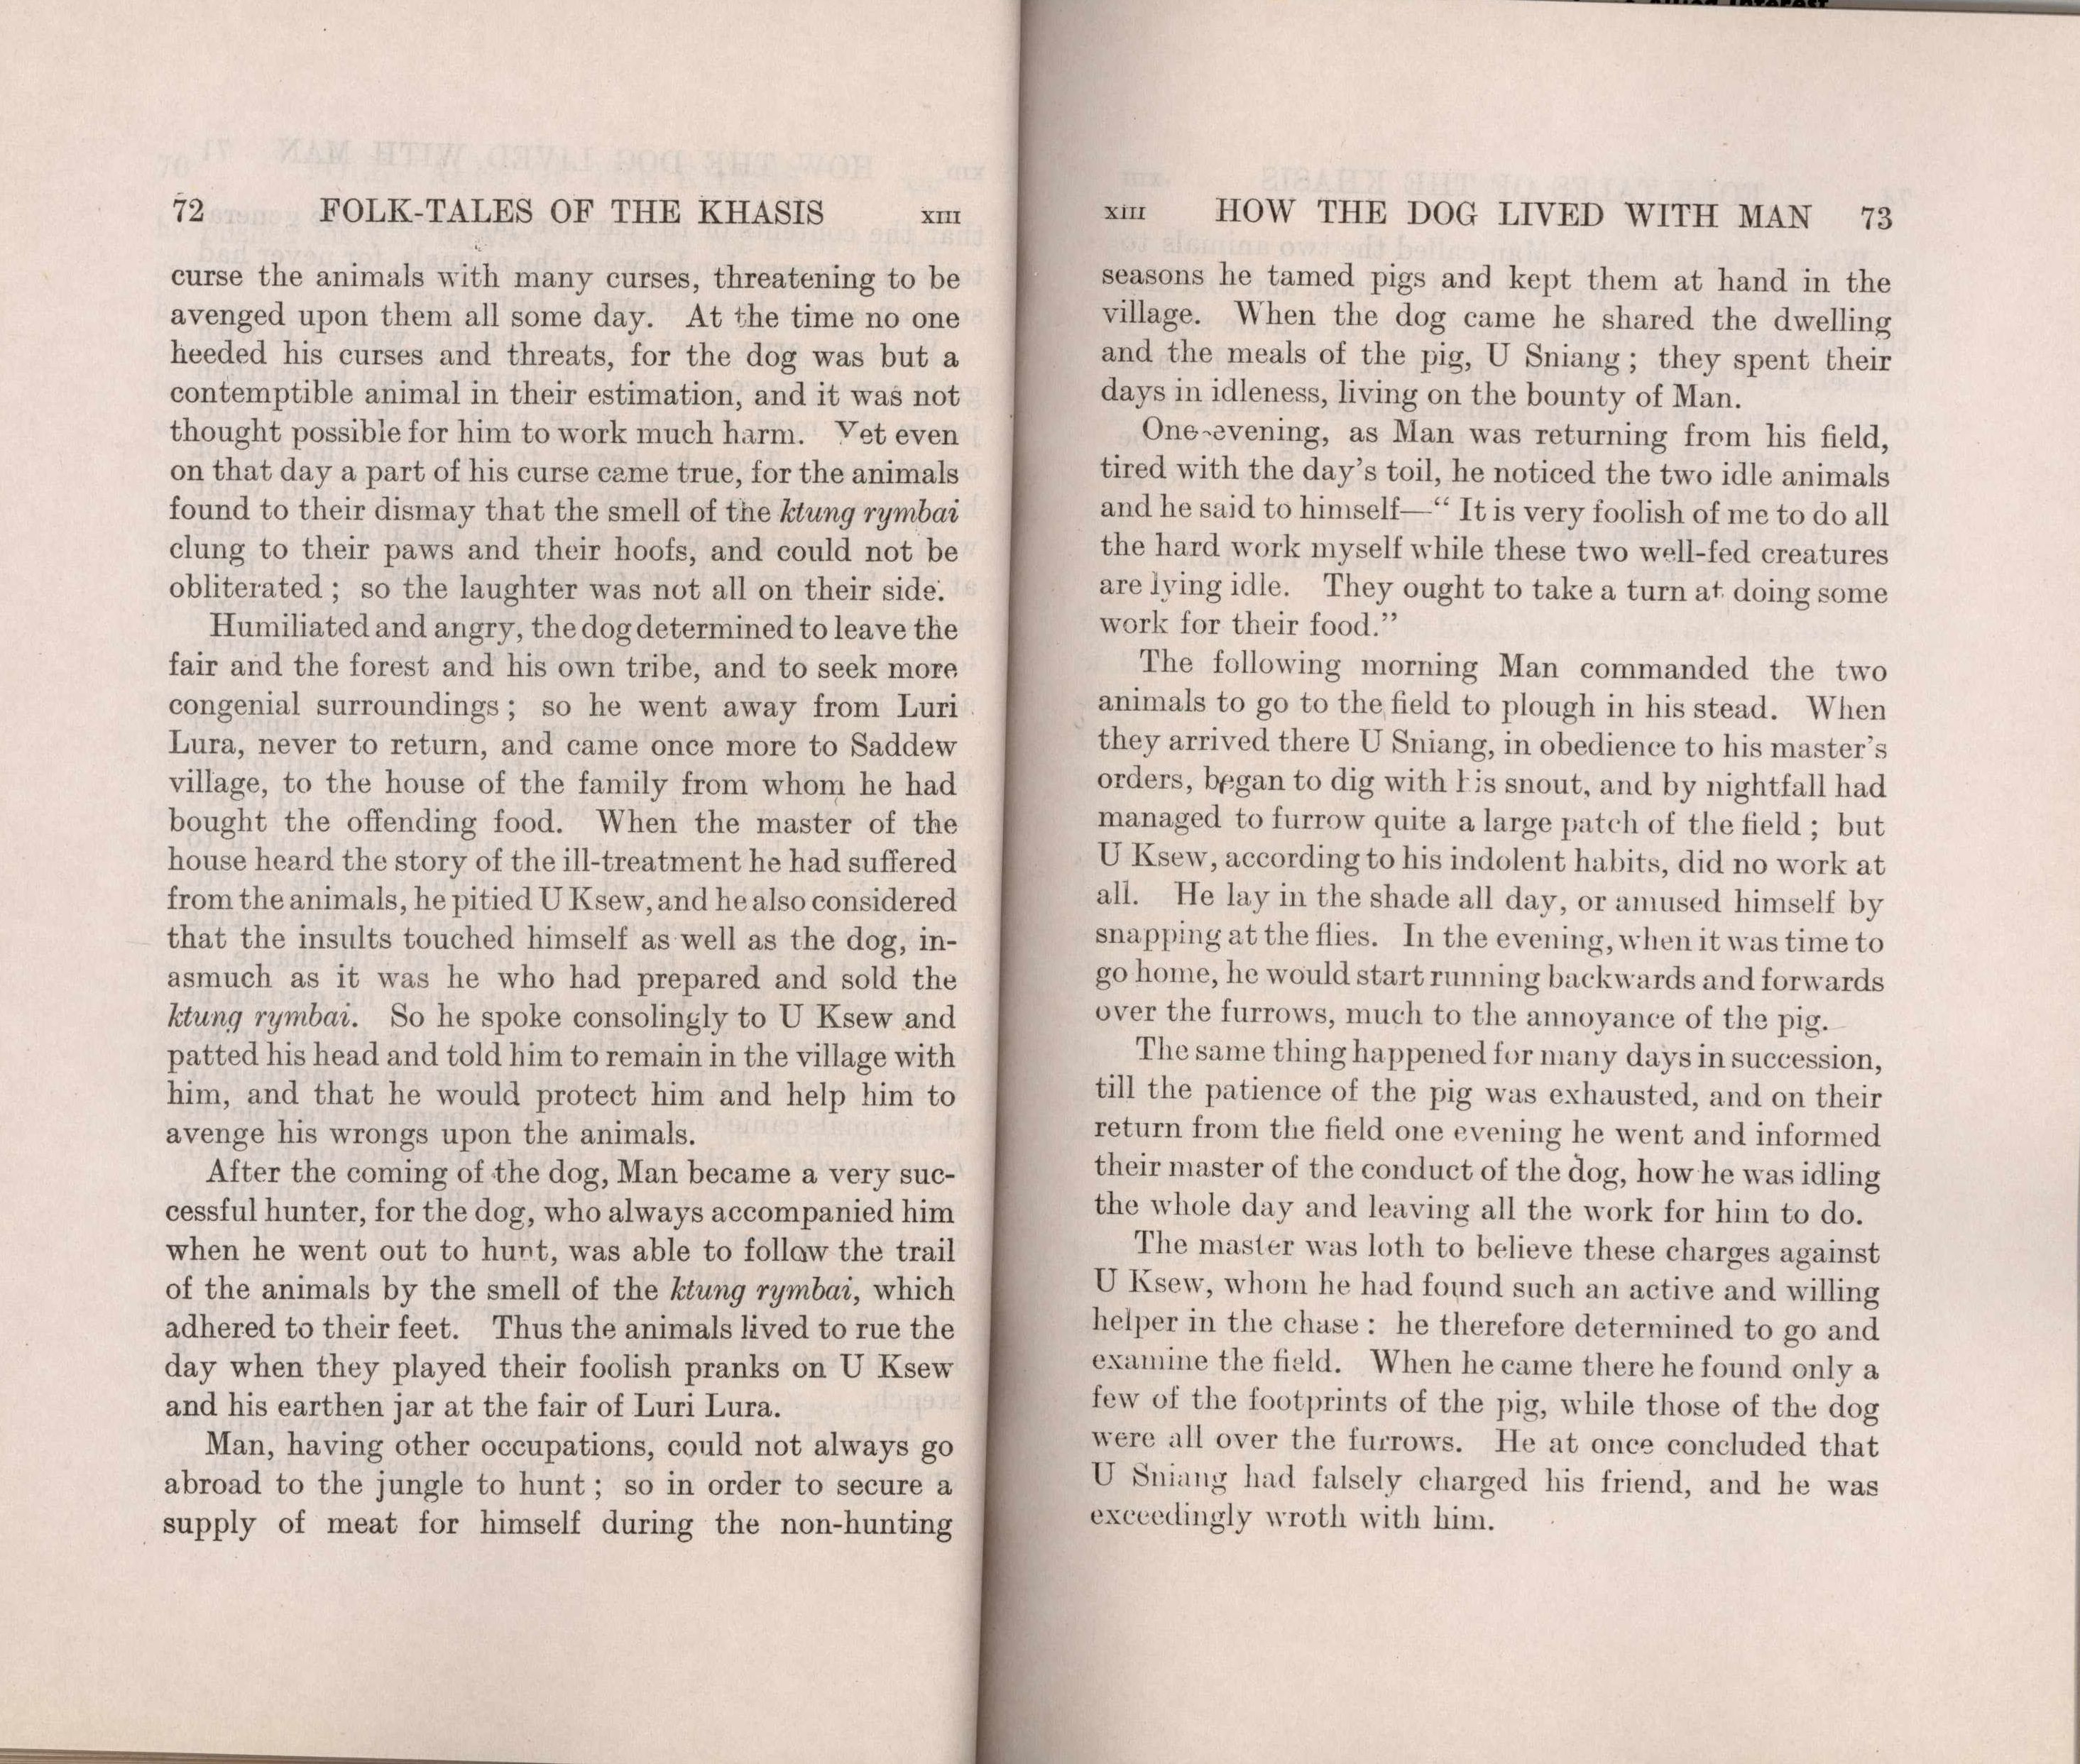 72 FOLK-TALES OF THE KHASIS XIII
curse the animals with many curses, threatening to be
avenged upon them all some day. At the time no one
heeded his curses and threats, for the dog was but a
contemptible animal in their estimation, and it was not
thought possible for him to work much harm. Yet even
on that day a part of his curse came true, for the animals
found to their dismay that the smell of the ktung rymbai
clung to their paws and their hoofs, and could not be
obliterated ; so the laughter was not all on their side.
Humiliated and angry, the dog determined to leave the
fair and the forest and his own tribe, and to seek more
congenial surroundings ; so he went away from Luri
Lura, never to return, and came once more to Saddew
village, to the house of the family from whom he had
bought the offending food. When the master of the
house heard the story of the ill-treatment he had suffered
from the animals, he pitied U Ksew, and he also considered
that the insults touched himself as well as the dog, in-
asmuch as it was he who had prepared and sold the
ktung rymbai. So he spoke consolingly to U Ksew and
patted his head and told him to remain in the village with
him, and that he would protect him and help him to
avenge his wrongs upon the animals.
After the coming of the dog, Man became a very suc-
cessful hunter, for the dog, who always accompanied him
when he went out to hunt, was able to follow the trail
of the animals by the smell of the ktung rymbai, which
adhered to their feet. Thus the animals lived to rue the
day when they played their foolish pranks on U Ksew
and his earthen jar at the fair of Luri Lura.
Man, having other occupations, could not always go
abroad to the jungle to hunt ; so in order to secure a
supply of meat for himself during the non-hunting
XIII HOW THE DOG LIVED WITH MAN 73
seasons he tamed pigs and kept them at hand in the
village. When the dog came he shared the dwelling
and the meals of the pig, U Sniang ; they spent their
days in idleness, living on the bounty of Man.
One evening, as Man was returning from his field,
tired with the day's toil, he noticed the two idle animals
and he said to himself—“ It is very foolish of me to do all
the hard work myself while these two well-fed creatures
are lying idle. They ought to take a turn at doing some
work for their food.”
The following morning Man commanded the two
animals to go to the field to plough in his stead. When
they arrived there U Sniang, in obedience to his master's
orders, began to dig with his snout, and by nightfall had
managed to furrow quite a large patch of the field ; but
U Ksew, according to his indolent habits, did no work at
all. He lay in the shade all day, or amused himself by
snapping at the flies. In the evening, when it was time to
go home, he would start running backwards and forwards
over the furrows, much to the annoyance of the pig.
The same thing happened for many days in succession,
till the patience of the pig was exhausted, and on their
return from the field one evening he went and informed
their master of the conduct of the dog, how he was idling
the whole day and leaving all the work for him to do.
The master was loth to believe these charges against
U Ksew, whom he had found such an active and willing
helper in the chase : he therefore determined to go and
examine the field. When he came there he found only a
few of the footprints of the pig, while those of the dog
were all over the furrows. He at once concluded that
U Sniang had falsely charged his friend, and he was
exceedingly wroth with him.